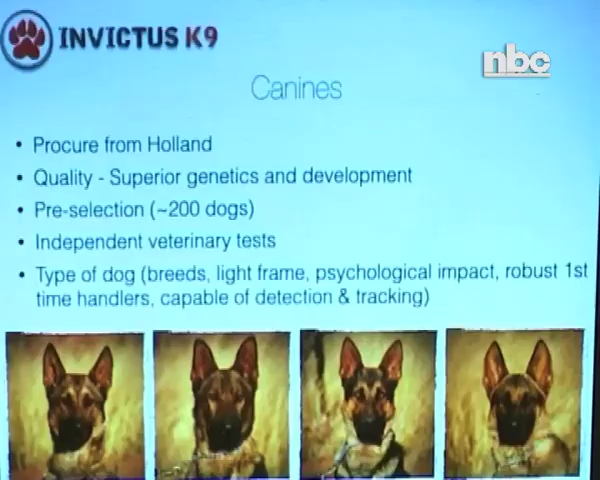 INVICTUS K9
nbc
Canines
• Procure from Holland
• Quality - Superior genetics and development
• Pre-selection (~200 dogs)
• Independent veterinary tests
• Type of dog (breeds, light frame, psychological impact, robust 1st
time handlers, capable of detection & tracking)